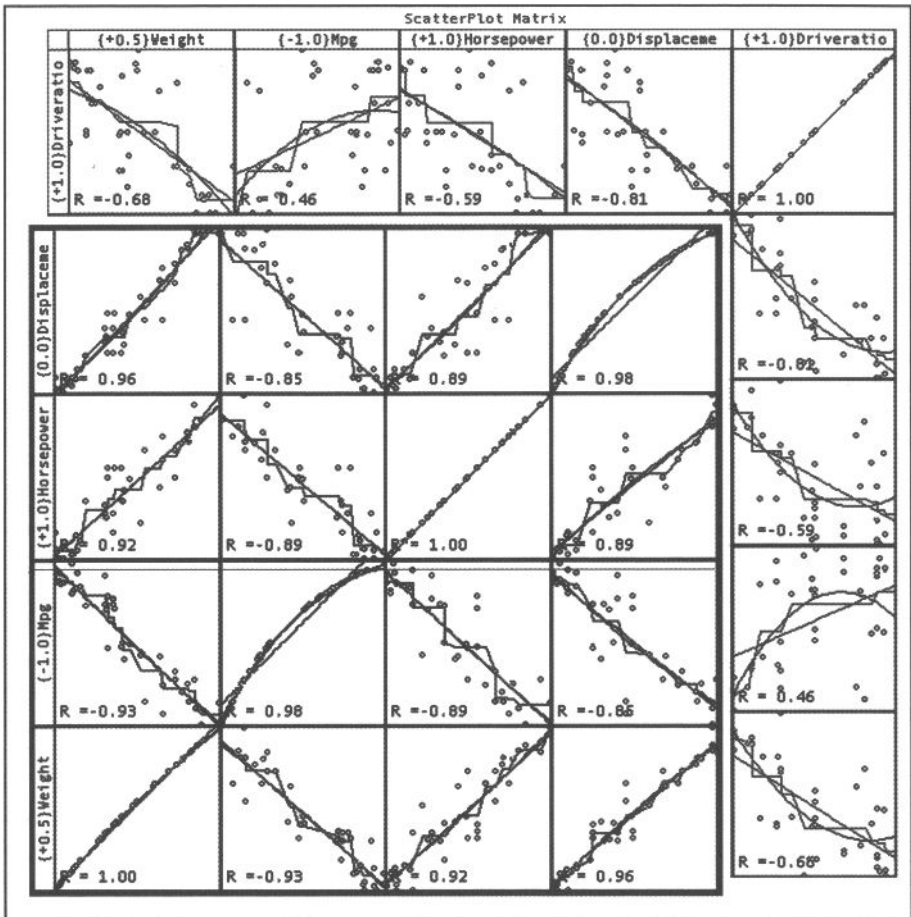 ScatterPlot Matrix
{+0.5}Weight {-1.0}Mpg {+1.0}Horsepower {0.0}Displaceme {+1.0}Driveratio
{+1.0}Driveratio
R =-0.68 R = 0.46 R =-0.59 R =-0.81 R = 1.00
{0.0}Displaceme
R = 0.96 R =-0.85 R = 0.89 R = 0.98 R =-0.81
{+1.0}Horsepower
R = 0.92 R =-0.89 R = 1.00 R = 0.89 R =-0.59
{-1.0}Mpg
R =-0.93 R = 0.98 R =-0.89 R =-0.86 R = 0.46
{+0.5}Weight
R = 1.00 R =-0.93 R = 0.92 R = 0.96 R =-0.68